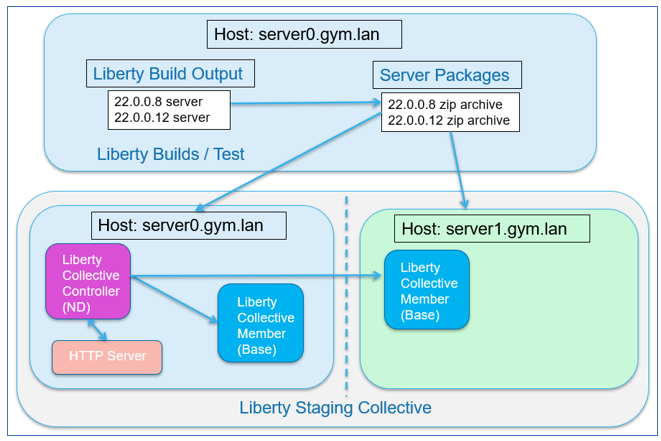 Host: server0.gym.lan
Liberty Build Output
Server Packages
22.0.0.8 server
22.0.0.12 server
22.0.0.8 zip archive
22.0.0.12 zip archive
Liberty Builds / Test
Host: server0.gym.lan
Host: server1.gym.lan
Liberty
Collective
Controller
(ND)
Liberty
Collective
Member
(Base)
Liberty
Collective
Member
(Base)
HTTP Server
Liberty Staging Collective